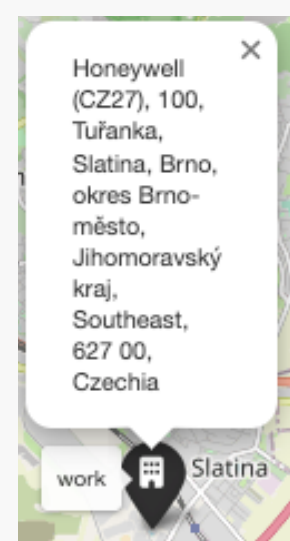 Honeywell
(CZ27), 100,
Tuřanka,
Slatina, Brno,
okres Brno-
město,
Jihomoravský
kraj,
Southeast,
627 00,
Czechia
work
Slatina